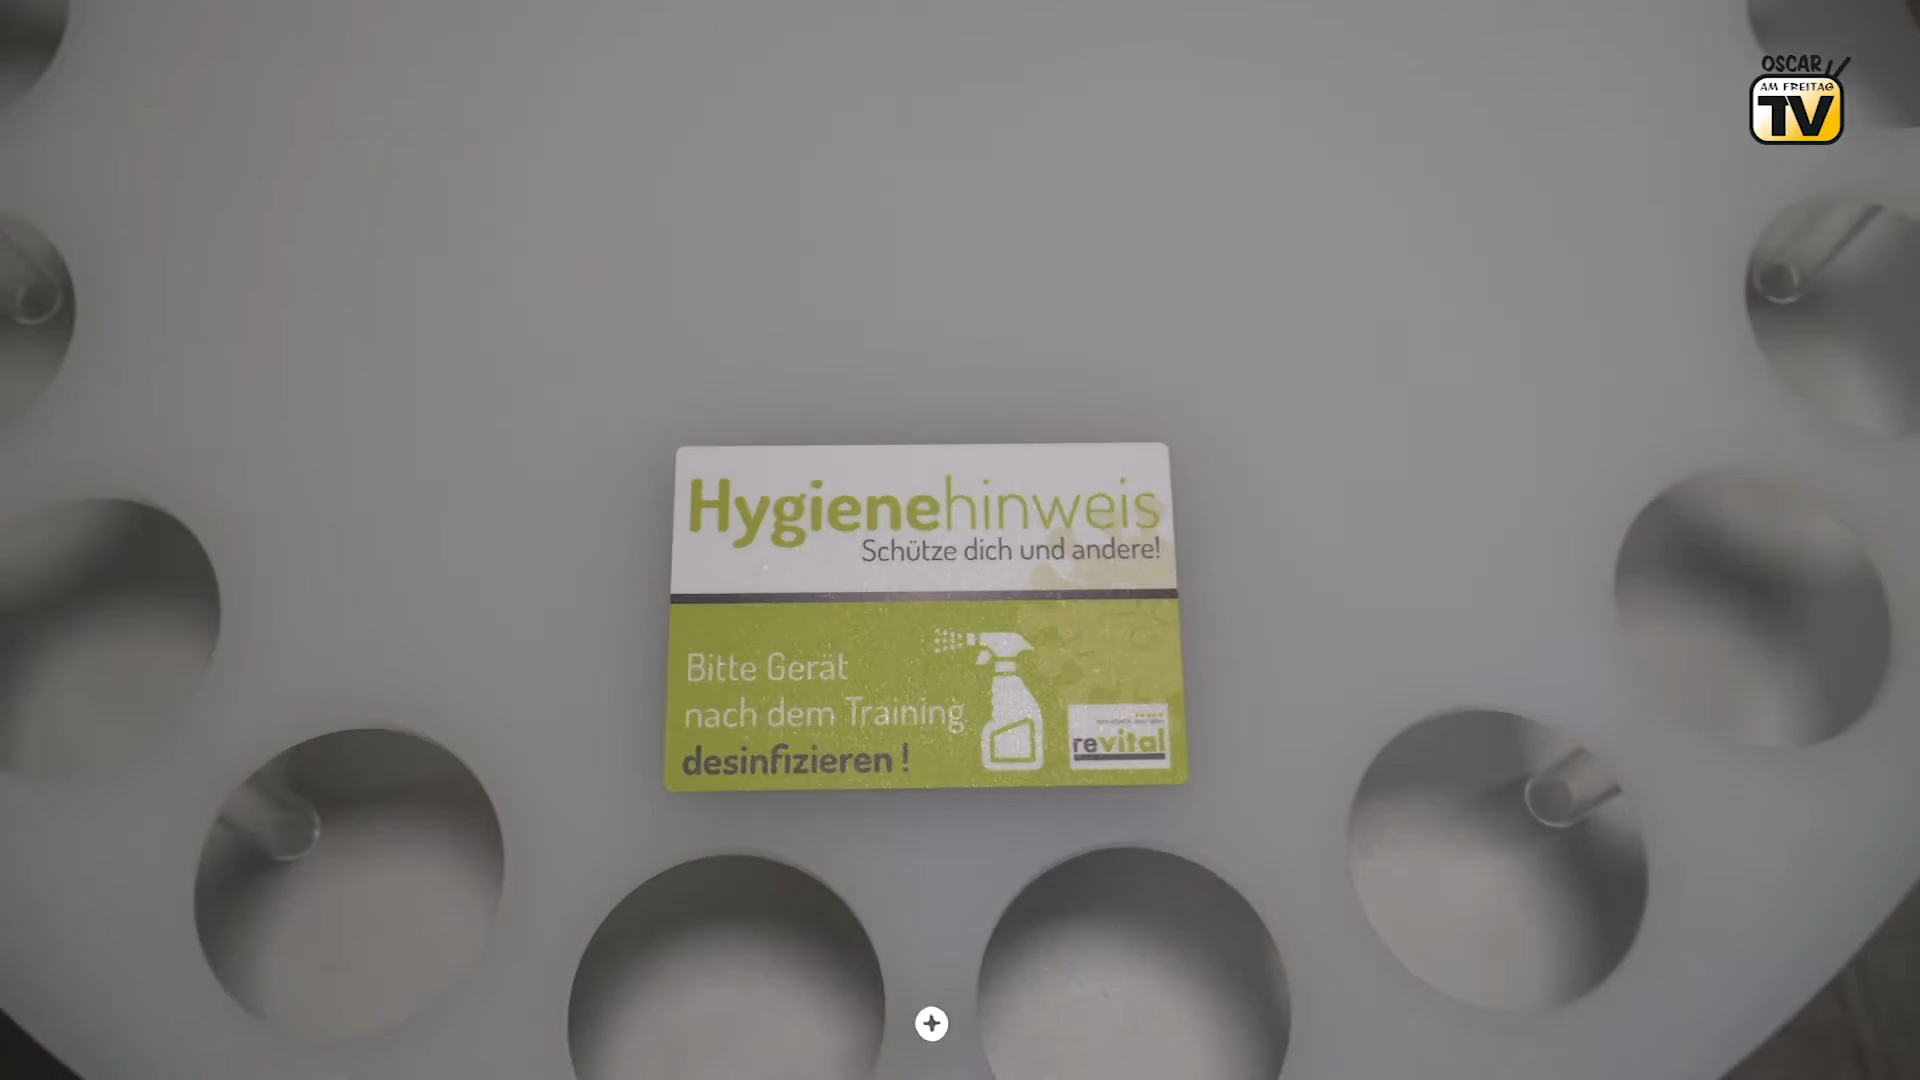 OSCAR
AM FREITAG
TV
Hygienehinweis
Schütze dich und andere!
Bitte Gerät
nach dem Training
desinfizieren !
revital